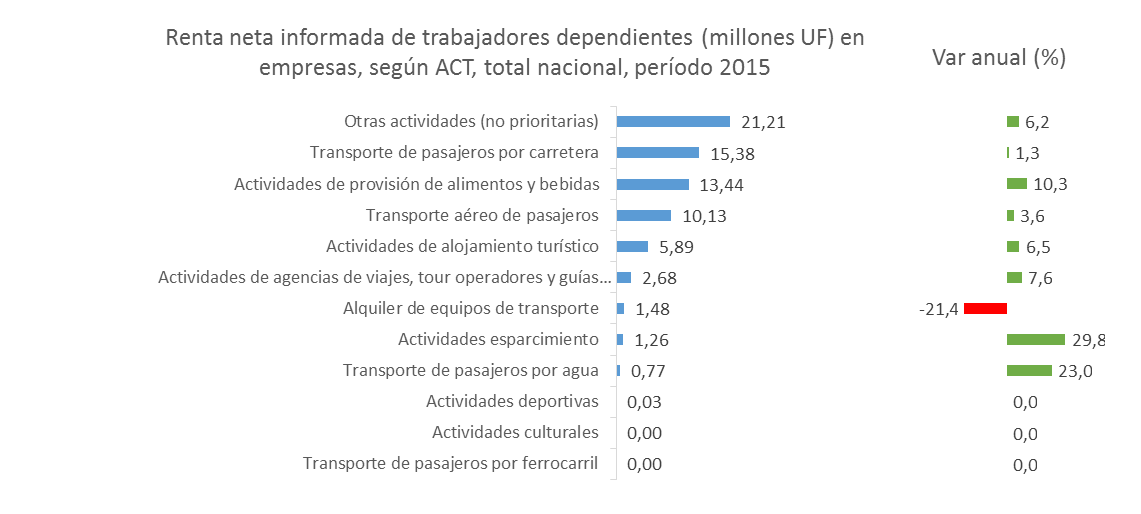 Renta neta informada de trabajadores dependientes (millones UF) en
empresas, según ACT, total nacional, período 2015
Var anual (%)
Otras actividades (no prioritarias) 21,21 6,2
Transporte de pasajeros por carretera 15,38 1,3
Actividades de provisión de alimentos y bebidas 13,44 10,3
Transporte aéreo de pasajeros 10,13 3,6
Actividades de alojamiento turístico 5,89 6,5
Actividades de agencias de viajes, tour operadores y guías... 2,68 7,6
Alquiler de equipos de transporte 1,48 -21,4
Actividades esparcimiento 1,26 29,8
Transporte de pasajeros por agua 0,77 23,0
Actividades deportivas 0,03 0,0
Actividades culturales 0,00 0,0
Transporte de pasajeros por ferrocarril 0,00 0,0